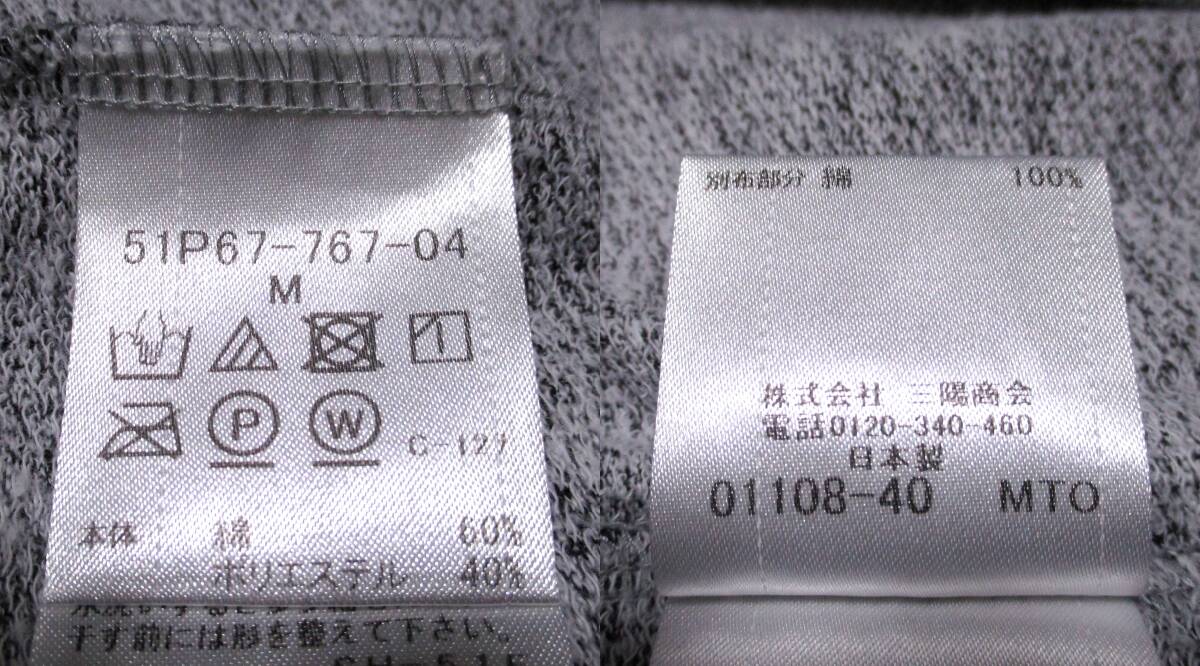 51P67-767-04
M
P W C-127
本体 綿 60%
ポリエステル 40%
干す前には形を整えて下さい。
別布部分 綿 100%
株式会社 三陽商会
電話0120-340-460
日本製
01108-40 MTO